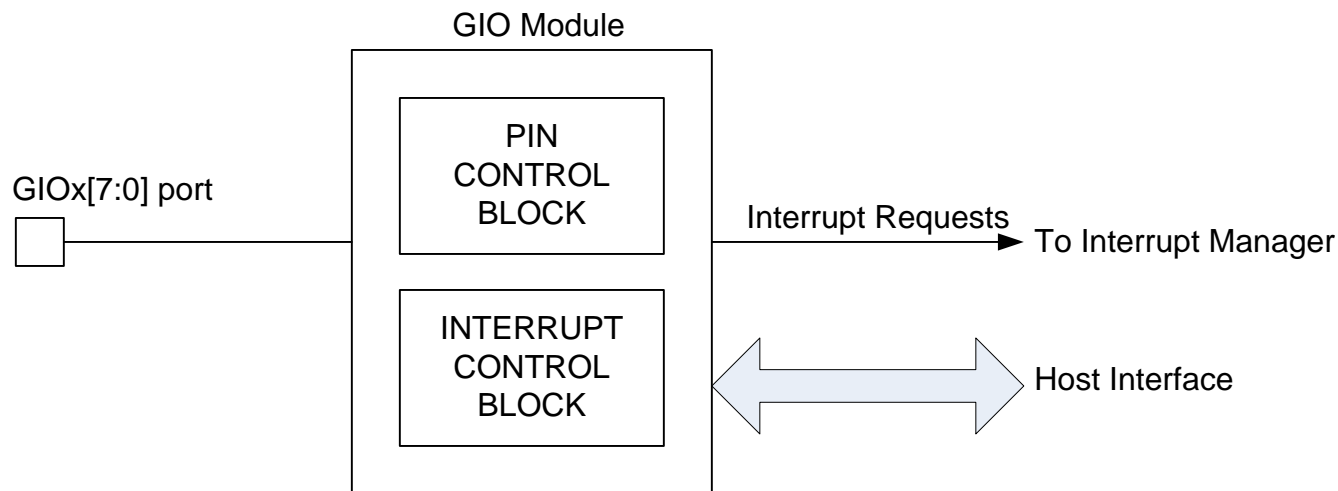 GIO Module
PIN
CONTROL
BLOCK
GIOx[7:0] port
Interrupt Requests
To Interrupt Manager
INTERRUPT
CONTROL
BLOCK
Host Interface